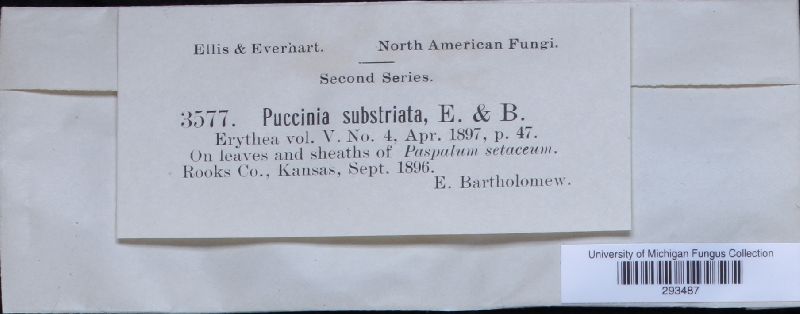 Ellis & Everhart. North American Fungi.
Second Series.
3577. Puccinia substriata, E. & B.
Erythea vol. V. No. 4, Apr. 1897, p. 47.
On leaves and sheaths of Paspalum setaceum.
Rooks Co., Kansas, Sept. 1896.
E. Bartholomew.
University of Michigan Fungus Collection
293487